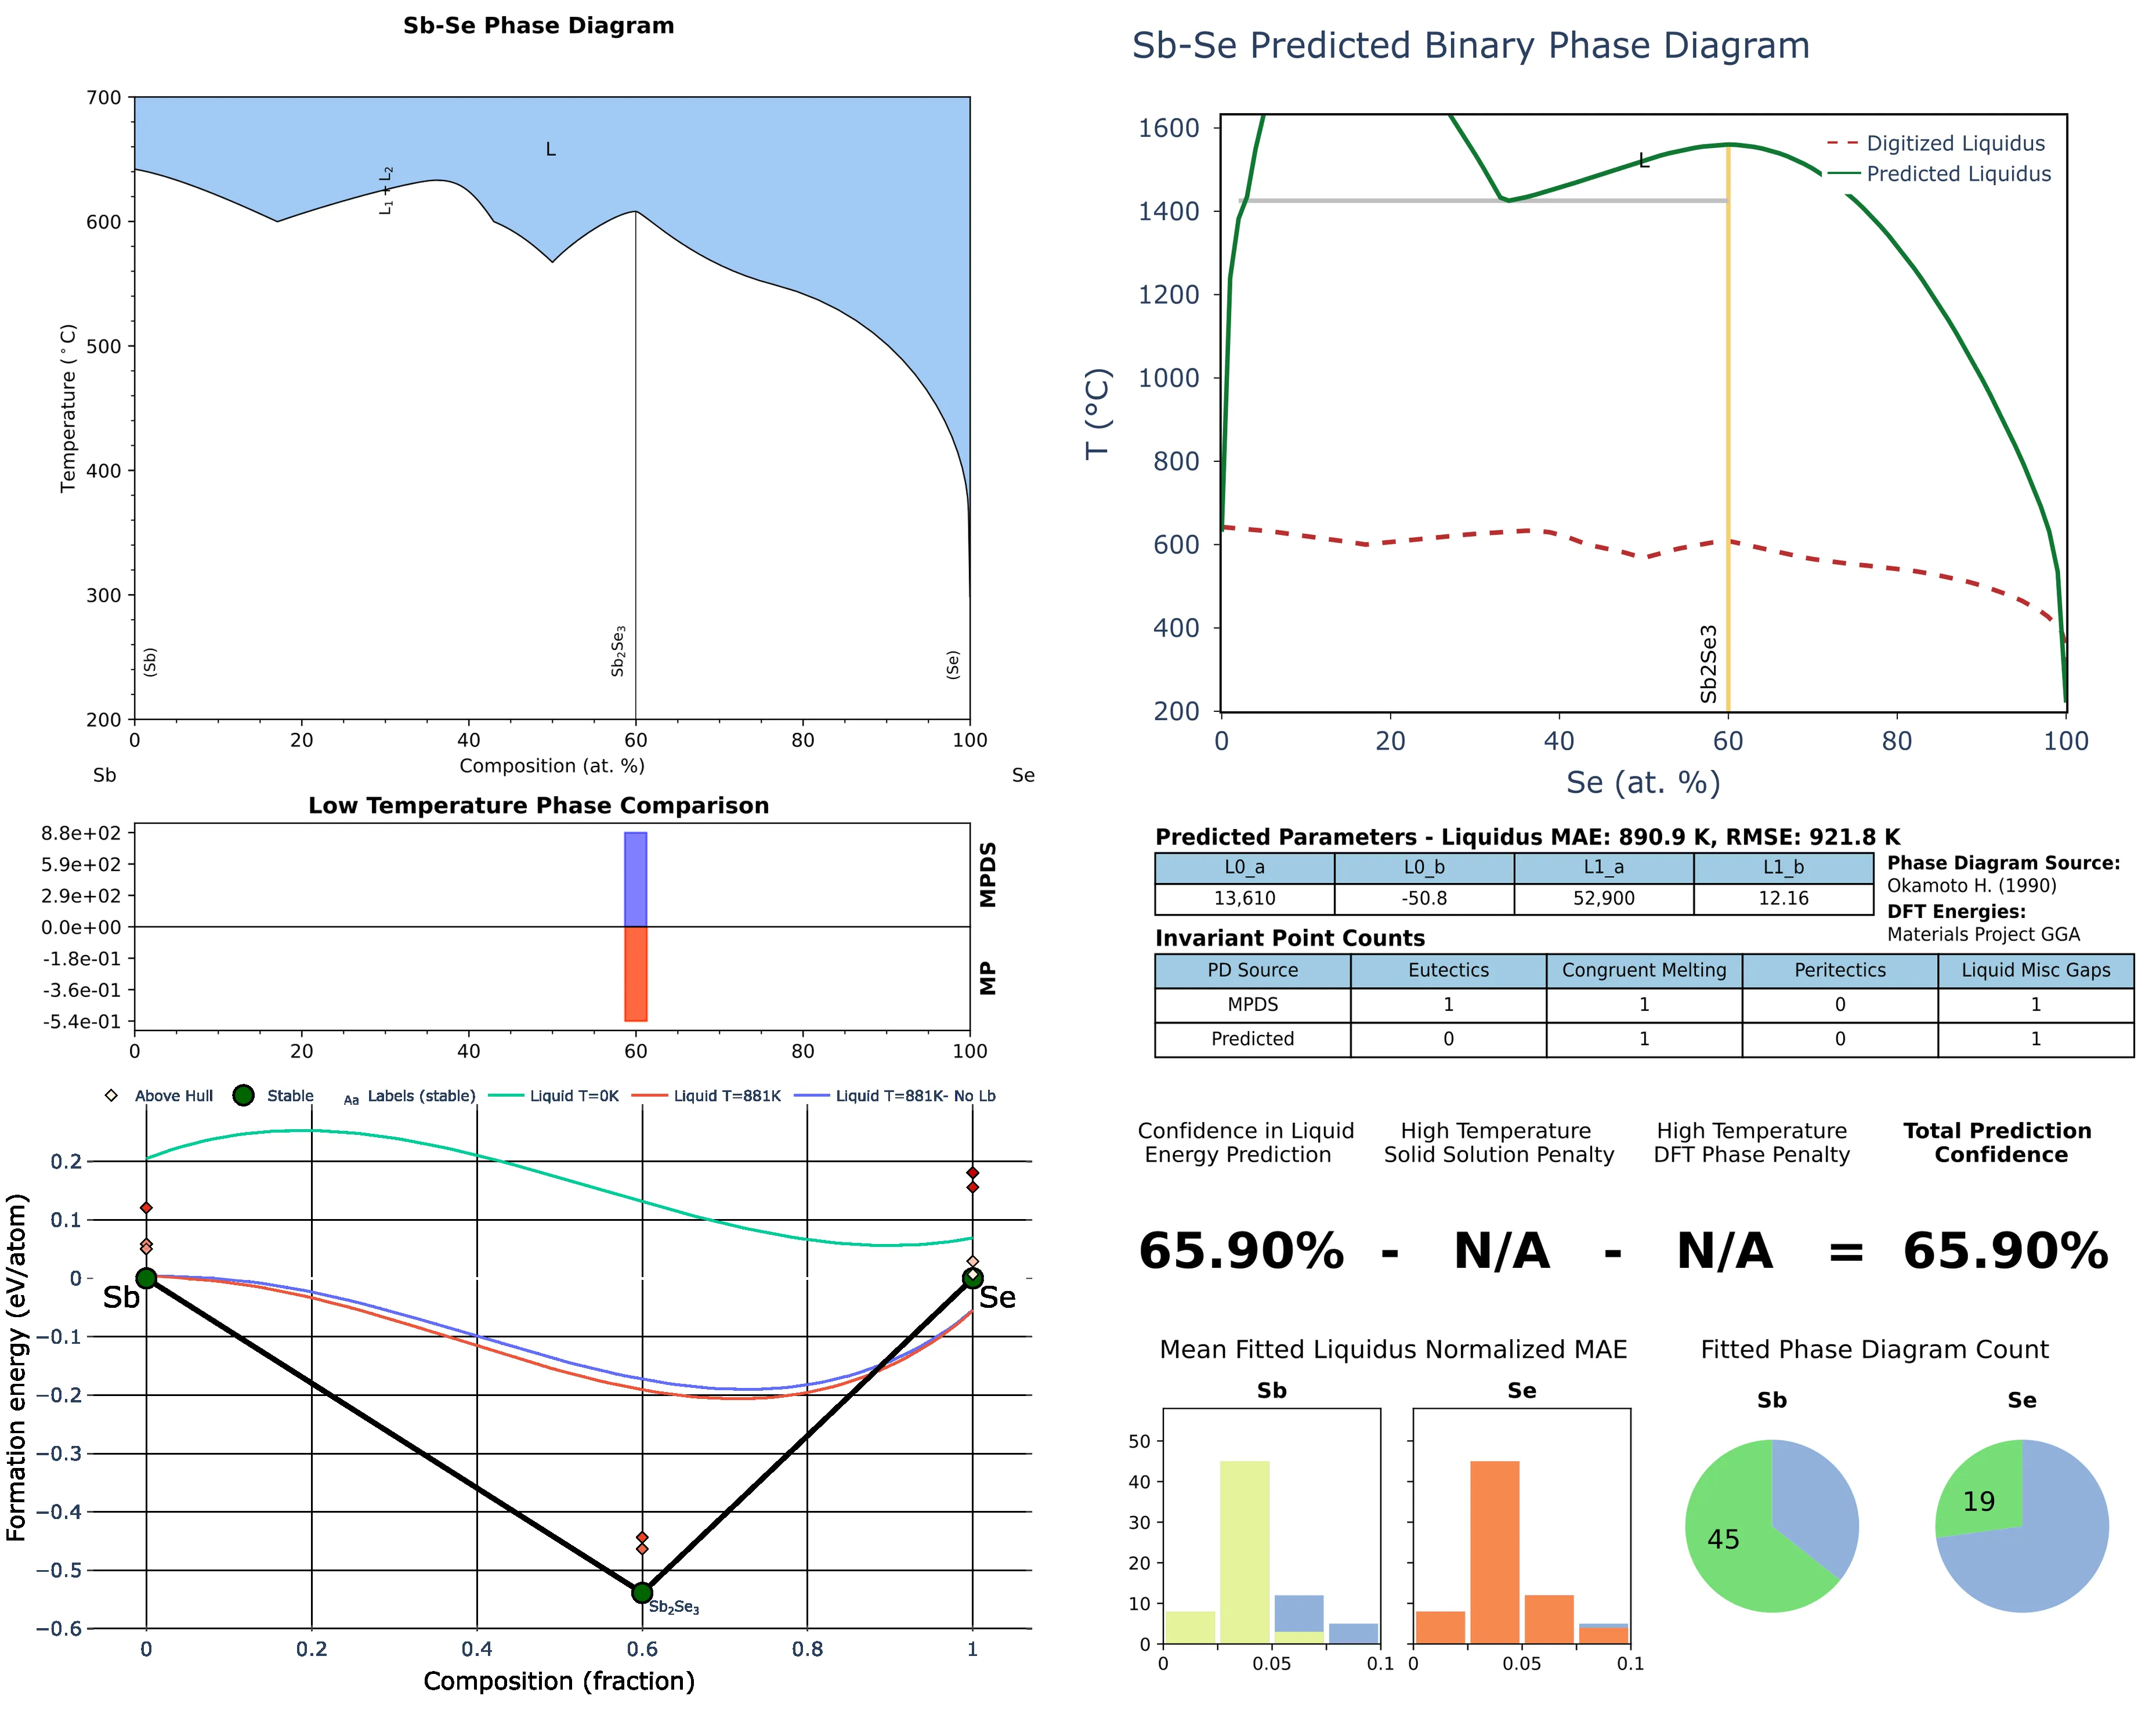 Sb-Se Phase Diagram
700
600
500
400
300
200
Temperature (°C)
L
L₁ + L₂
(Sb)
Sb₂Se₃
(Se)
0 20 40 60 80 100
Composition (at. %)
Sb Se
Sb-Se Predicted Binary Phase Diagram
1600
1400
1200
1000
800
600
400
200
T (°C)
L
Digitized Liquidus
Predicted Liquidus
Sb2Se3
0 20 40 60 80 100
Se (at. %)
Low Temperature Phase Comparison
8.8e+02
5.9e+02
2.9e+02
0.0e+00
-1.8e-01
-3.6e-01
-5.4e-01
MPDS
MP
0 20 40 60 80 100
Predicted Parameters - Liquidus MAE: 890.9 K, RMSE: 921.8 K
L0_a L0_b L1_a L1_b
13,610 -50.8 52,900 12.16
Phase Diagram Source:
Okamoto H. (1990)
DFT Energies:
Materials Project GGA
Invariant Point Counts
PD Source Eutectics Congruent Melting Peritectics Liquid Misc Gaps
MPDS 1 1 0 1
Predicted 0 1 0 1
Above Hull Stable Aa Labels (stable) Liquid T=0K Liquid T=881K Liquid T=881K- No Lb
0.2
0.1
0
−0.1
−0.2
−0.3
−0.4
−0.5
−0.6
Formation energy (eV/atom)
Sb
Se
Sb₂Se₃
0 0.2 0.4 0.6 0.8 1
Composition (fraction)
Confidence in Liquid
Energy Prediction
High Temperature
Solid Solution Penalty
High Temperature
DFT Phase Penalty
Total Prediction
Confidence
65.90% - N/A - N/A = 65.90%
Mean Fitted Liquidus Normalized MAE
Sb Se
50
40
30
20
10
0
0 0.05 0.1
0 0.05 0.1
Fitted Phase Diagram Count
Sb Se
45
19